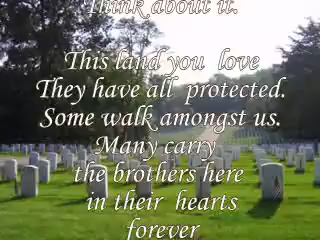 Think about it.
This land you love
They have all protected.
Some walk amongst us.
Many carry
the brothers here
in their hearts
forever